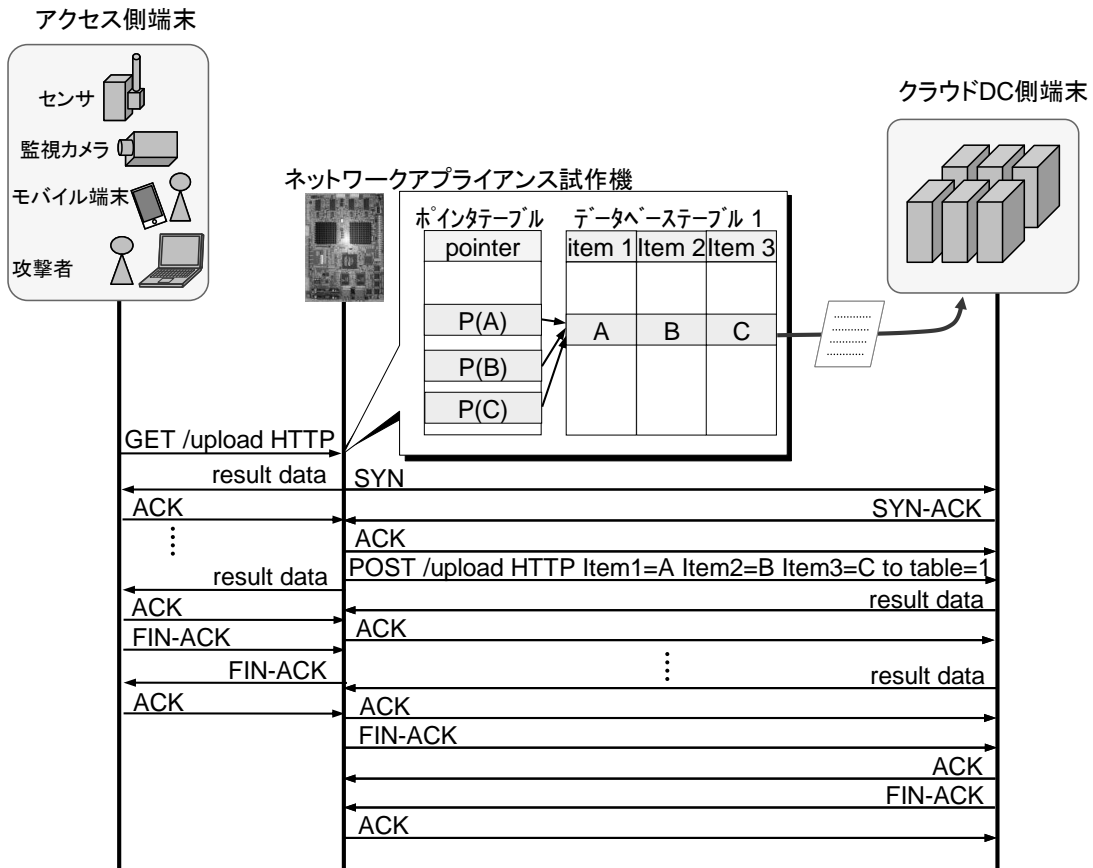 アクセス側端末
センサ
監視カメラ
モバイル端末
攻撃者
クラウドDC側端末
ネットワークアプライアンス試作機
ポインタテーブル
データベーステーブル 1
pointer
item 1 Item 2 Item 3
P(A)
P(B)
P(C)
A B C
GET /upload HTTP
result data
SYN
ACK
SYN-ACK
ACK
POST /upload HTTP Item1=A Item2=B Item3=C to table=1
result data
result data
ACK
ACK
FIN-ACK
FIN-ACK
result data
ACK
ACK
FIN-ACK
ACK
FIN-ACK
ACK